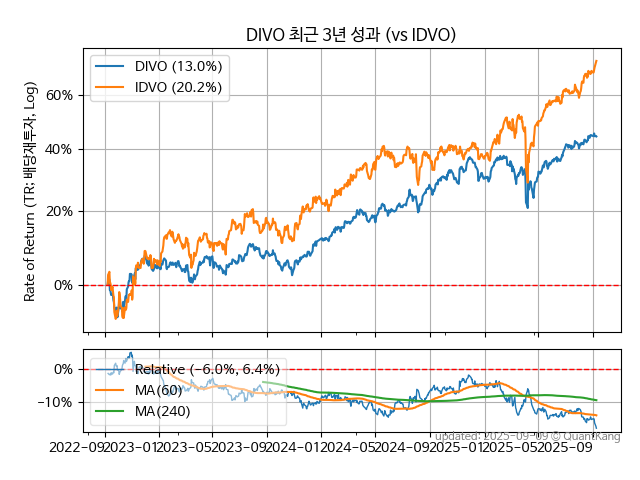 DIVO 최근 3년 성과 (vs IDVO)
Rate of Return (TR: 배당재투자, Log)
DIVO (13.0%)
IDVO (20.2%)
60%
40%
20%
0%
Relative (−6.0%, 6.4%)
MA(60)
MA(240)
0%
−10%
2022-09
2023-01
2023-05
2023-09
2024-01
2024-05
2024-09
2025-01
2025-05
2025-09
updated: 2025-09-09 © QuantKang